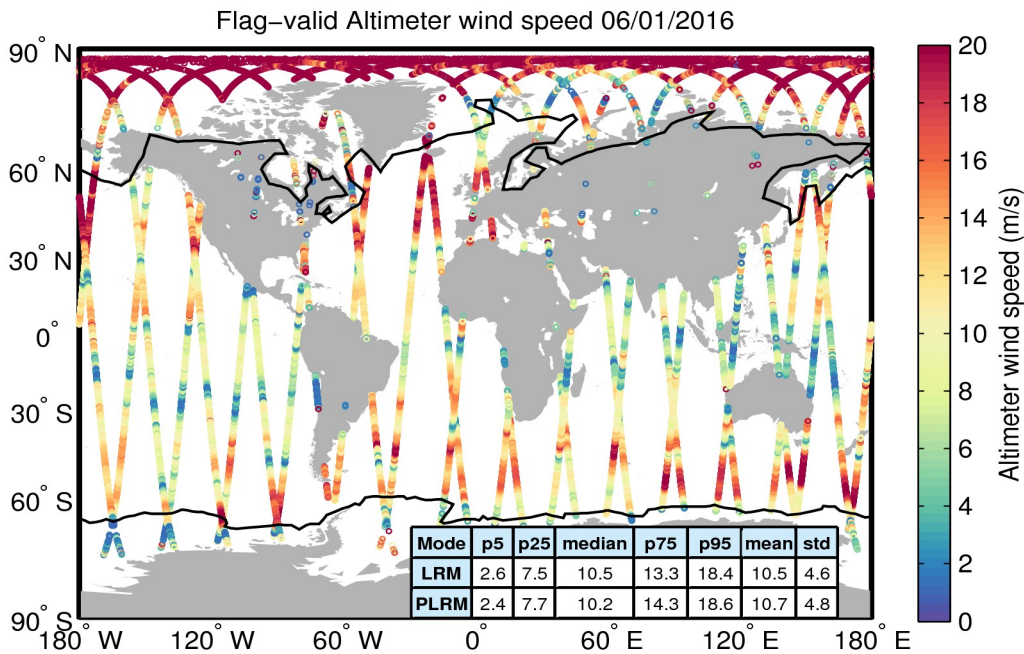 Flag−valid Altimeter wind speed 06/01/2016
90° N
60° N
30° N
0°
30° S
60° S
90° S
180° W
120° W
60° W
0°
60° E
120° E
180° E
Mode p5 p25 median p75 p95 mean std
LRM 2.6 7.5 10.5 13.3 18.4 10.5 4.6
PLRM 2.4 7.7 10.2 14.3 18.6 10.7 4.8
20
18
16
14
12
10
8
6
4
2
0
Altimeter wind speed (m/s)